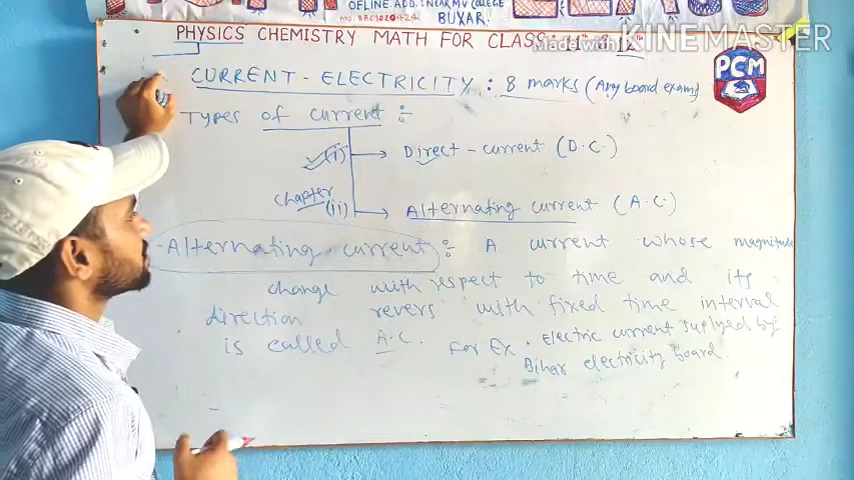 OFLINE. ADD:. NEAR MV COLLEGE
BUXAR.
PHYSICS CHEMISTRY MATH FOR CLASS: 11th & 12th
Made with KINEMASTER
CURRENT - ELECTRICITY : 8 marks (Any board exam)
PCM
Types of current :-
(i) Direct - current (D.C.)
chapter
(ii) Alternating current (A.C.)
Alternating current :- A current whose magnitude
change with respect to time and its
direction revers with fixed time interval
is called A.C. For Ex. Electric current suplyed by
Bihar electricity board.